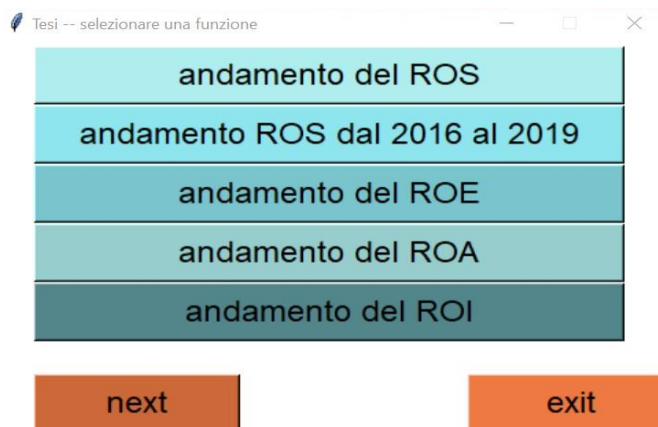 Tesi -- selezionare una funzione
andamento del ROS
andamento ROS dal 2016 al 2019
andamento del ROE
andamento del ROA
andamento del ROI
next
exit